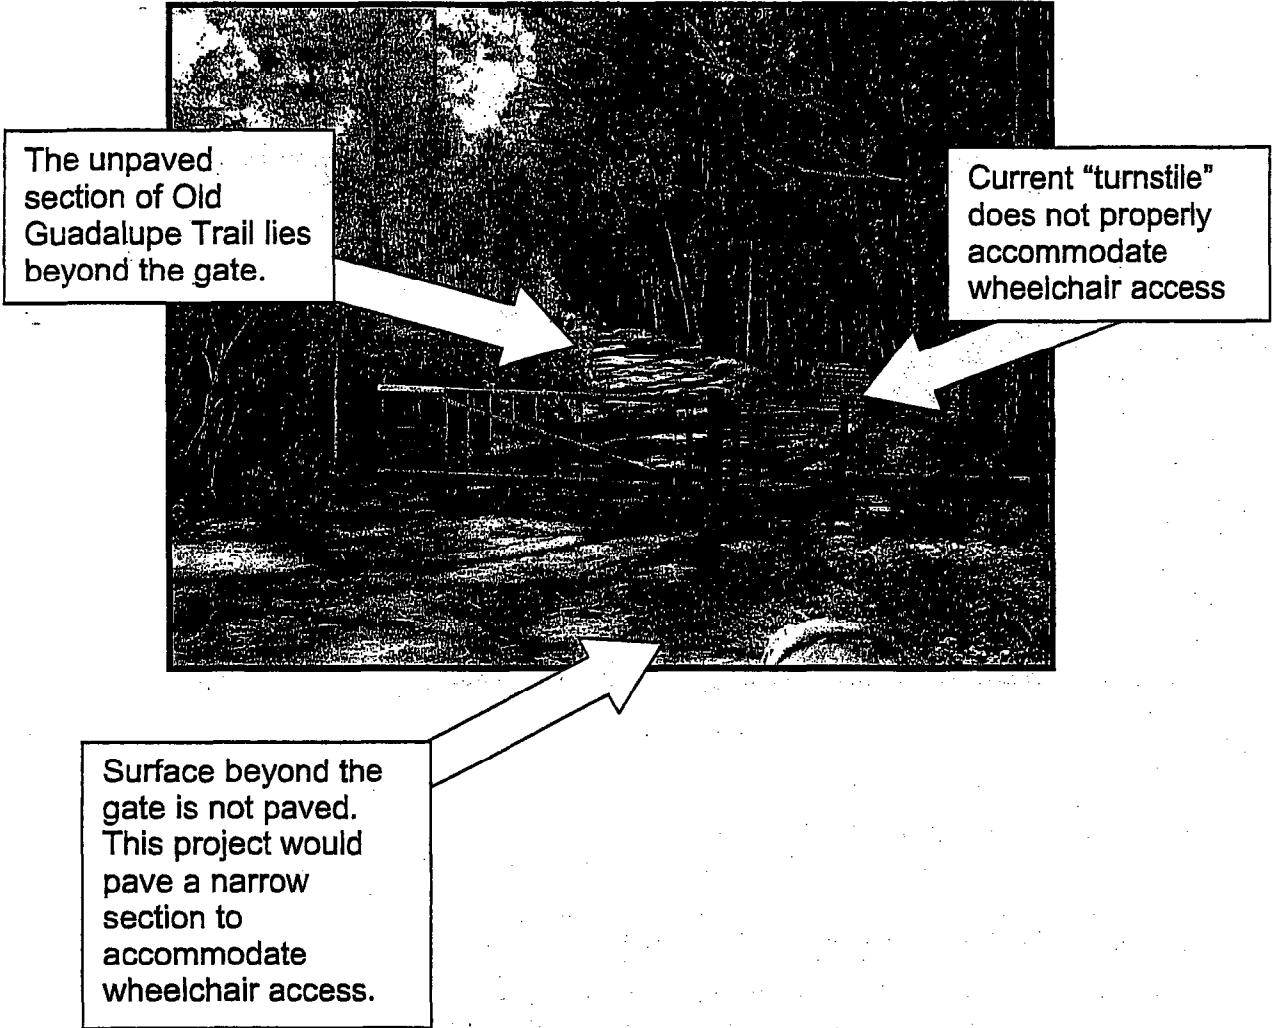 The unpaved
section of Old
Guadalupe Trail lies
beyond the gate.
Current “turnstile”
does not properly
accommodate
wheelchair access
Surface beyond the
gate is not paved.
This project would
pave a narrow
section to
accommodate
wheelchair access.